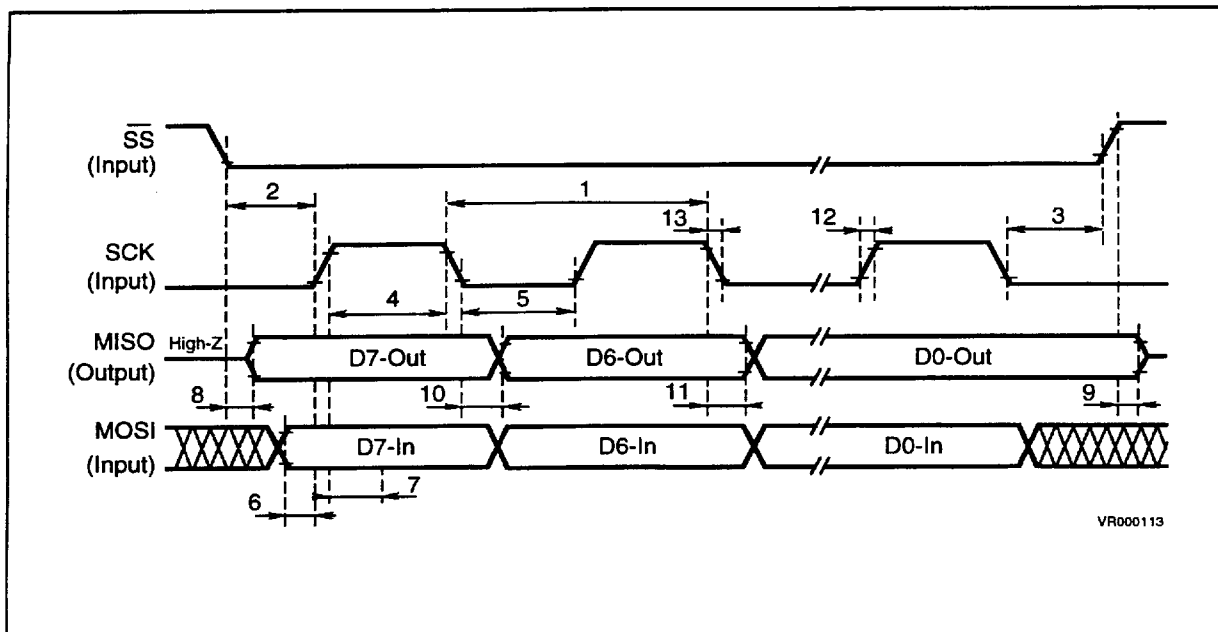 SS
(Input)
2
1
13
12
3
SCK
(Input)
4
5
MISO
(Output)
High-Z
D7-Out
D6-Out
D0-Out
8
10
11
9
MOSI
(Input)
D7-In
D6-In
D0-In
7
6
VR000113